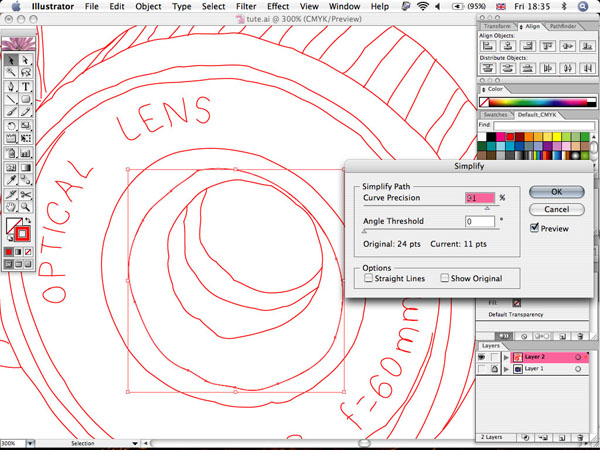 Illustrator File Edit Object Type Select Filter Effect View Window Help (95%) Fri 18:35
tute.ai @ 300% (CMYK/Preview)
Transform Align Pathfinder
Align Objects:
Distribute Objects:
Color
Swatches Default_CMYK
Find:
OPTICAL LENS
f=60mm
Simplify
Simplify Path
Curve Precision %
Angle Threshold 0 °
Original: 24 pts Current: 11 pts
Options
Straight Lines Show Original
OK
Cancel
Preview
Fill:
Default Transparency
Layers
Layer 2
Layer 1
2 Layers
300% Selection